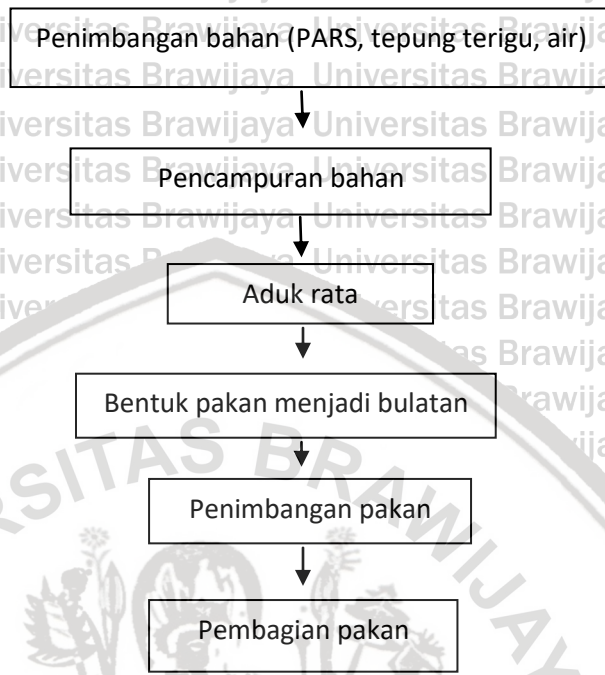 Penimbangan bahan (PARS, tepung terigu, air)
Pencampuran bahan
Aduk rata
Bentuk pakan menjadi bulatan
Penimbangan pakan
Pembagian pakan